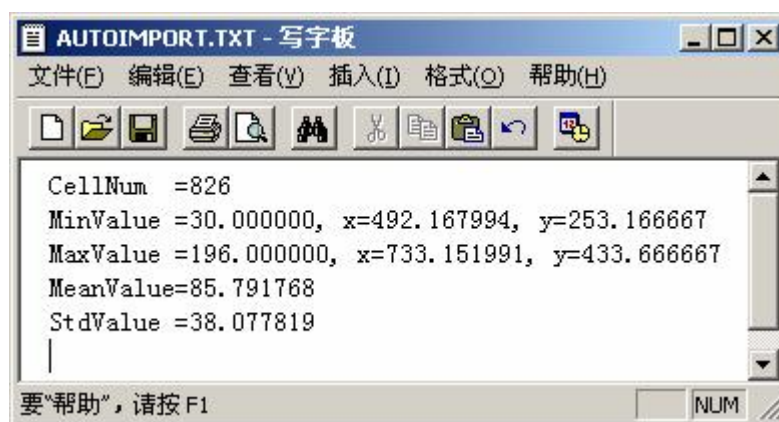 AUTOIMPORT.TXT - 写字板
文件(F) 编辑(E) 查看(V) 插入(I) 格式(O) 帮助(H)
CellNum =826
MinValue =30.000000, x=492.167994, y=253.166667
MaxValue =196.000000, x=733.151991, y=433.666667
MeanValue=85.791768
StdValue =38.077819
要“帮助”，请按 F1
NUM